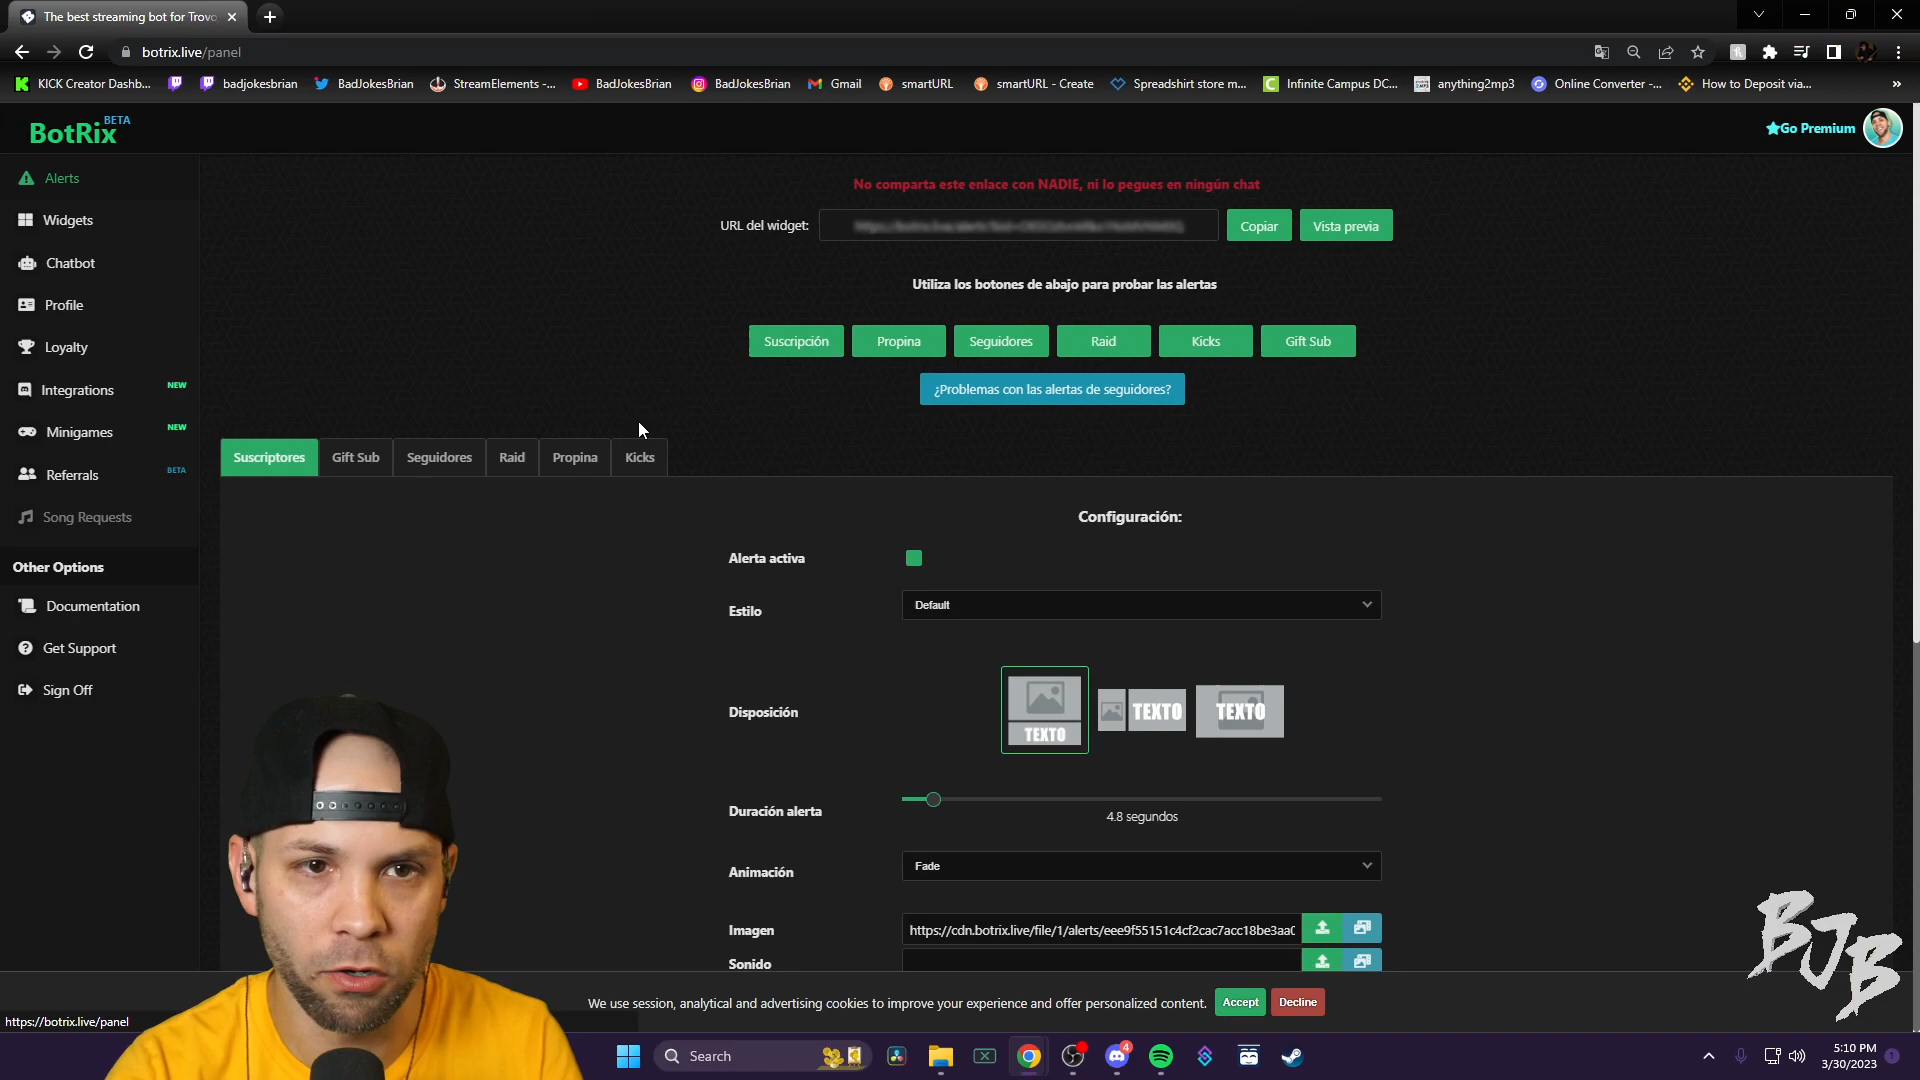 The best streaming bot for Trovo
botrix.live/panel
KICK Creator Dashb...
badjokesbrian
BadJokesBrian
StreamElements -...
BadJokesBrian
BadJokesBrian
Gmail
smartURL
smartURL - Create
Spreadshirt store m...
Infinite Campus DC...
anything2mp3
Online Converter -...
How to Deposit via...
»
BotRix
BETA
Go Premium
Alerts
Widgets
Chatbot
Profile
Loyalty
Integrations NEW
Minigames NEW
Referrals BETA
Song Requests
Other Options
Documentation
Get Support
Sign Off
No comparta este enlace con NADIE, ni lo pegues en ningún chat
URL del widget:
Copiar
Vista previa
Utiliza los botones de abajo para probar las alertas
Suscripción
Propina
Seguidores
Raid
Kicks
Gift Sub
¿Problemas con las alertas de seguidores?
Suscriptores
Gift Sub
Seguidores
Raid
Propina
Kicks
Configuración:
Alerta activa
Estilo
Default
Disposición
TEXTO
TEXTO
TEXTO
Duración alerta
4.8 segundos
Animación
Fade
Imagen
https://cdn.botrix.live/file/1/alerts/eee9f55151c4cf2cac7acc18be3aa
Sonido
We use session, analytical and advertising cookies to improve your experience and offer personalized content.
Accept
Decline
https://botrix.live/panel
BJB
Search
4
5:10 PM
3/30/2023
1